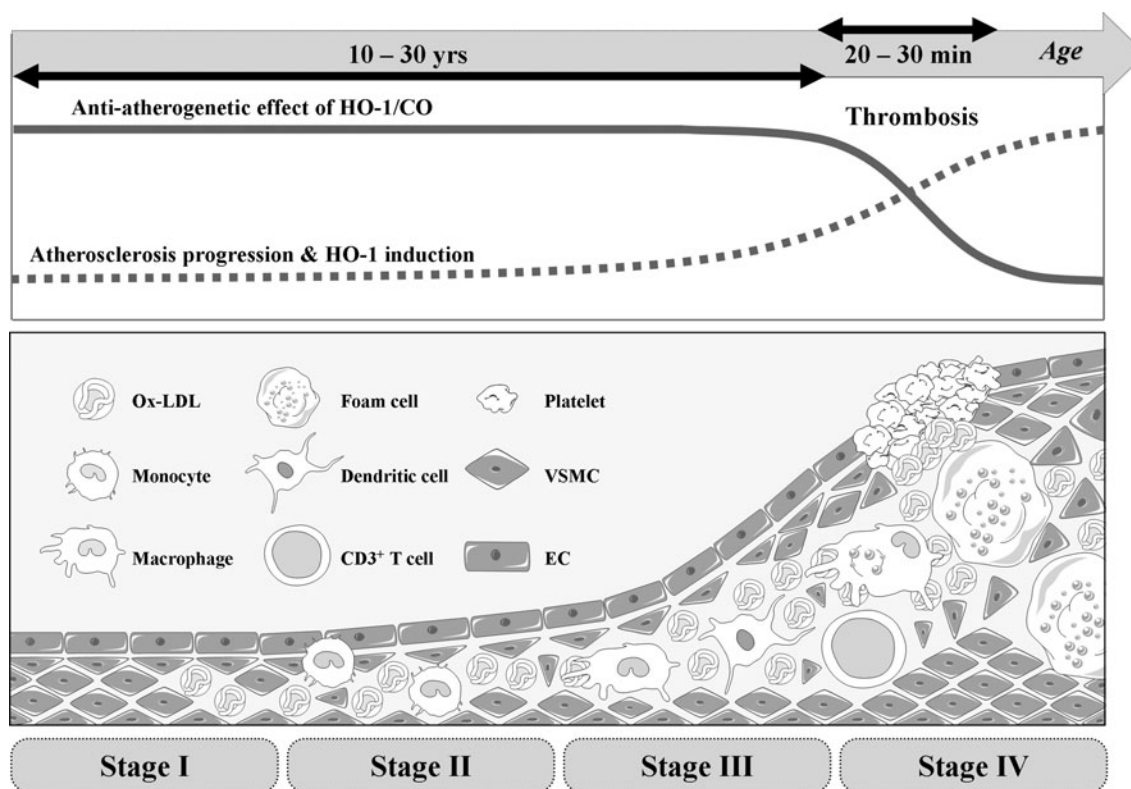 10 – 30 yrs
20 – 30 min
Age
Anti-atherogenetic effect of HO-1/CO
Thrombosis
Atherosclerosis progression & HO-1 induction
Ox-LDL
Foam cell
Platelet
Monocyte
Dendritic cell
VSMC
Macrophage
CD3⁺ T cell
EC
Stage I
Stage II
Stage III
Stage IV